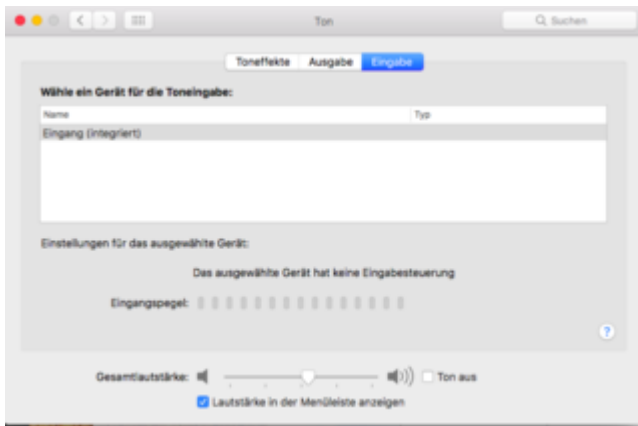 Ton
Suchen
Toneffekte Ausgabe Eingabe
Wähle ein Gerät für die Toneingabe:
Name Typ
Eingang (integriert)
Einstellungen für das ausgewählte Gerät:
Das ausgewählte Gerät hat keine Eingabesteuerung
Eingangspegel:
?
Gesamtlautstärke: Ton aus
Lautstärke in der Menüleiste anzeigen